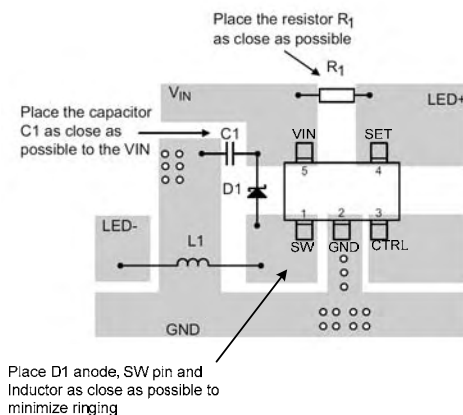 Place the resistor R1
as close as possible
R1
VIN
LED+
Place the capacitor
C1 as close as
possible to the VIN
C1
VIN
SET
5
4
D1
1
2
3
LED-
L1
SW
GND
CTRL
GND
Place D1 anode, SW pin and
Inductor as close as possible to
minimize ringing